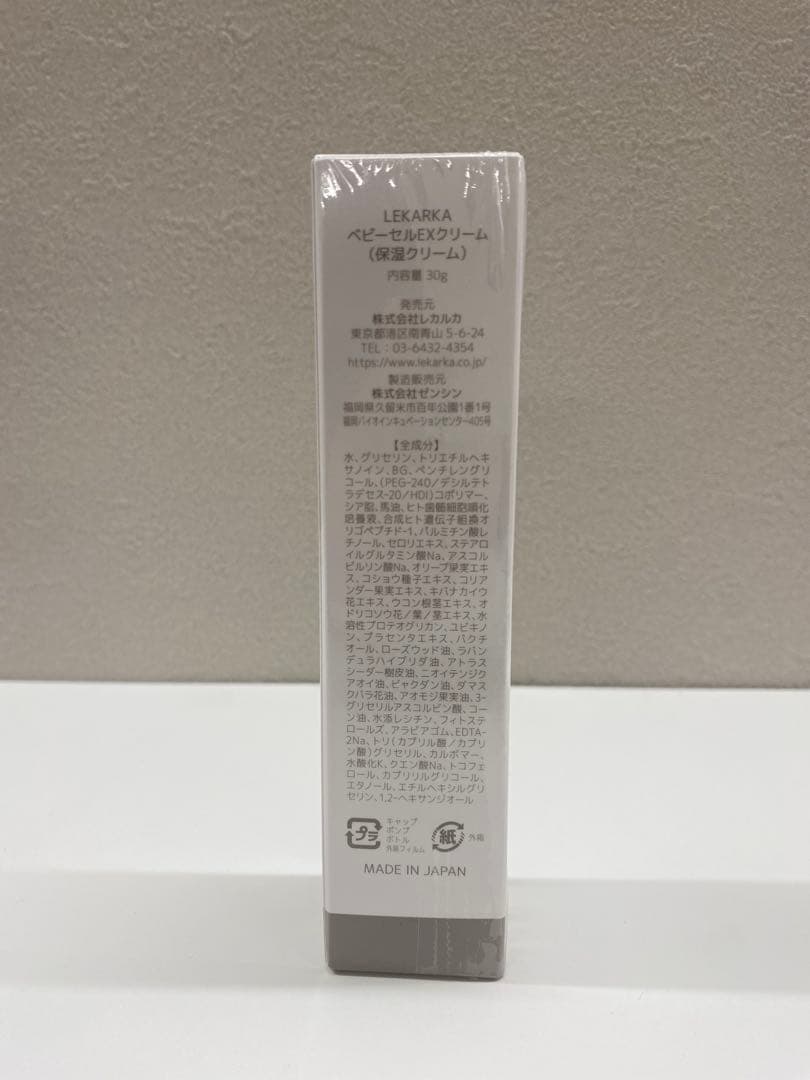 LEKARKA
ベビーセルEXクリーム
（保湿クリーム）
内容量 30g
発売元
株式会社レカルカ
東京都港区南青山 5-6-24
TEL：03-6432-4354
https://www.lekarka.co.jp/
製造販売元
株式会社ゼンシン
福岡県久留米市百年公園1番1号
福岡バイオインキュベーションセンター405号
【全成分】
水、グリセリン、トリエチルヘキ
サノイン、BG、ペンチレングリ
コール、（PEG-240／デシルテト
ラデセス-20／HDI）コポリマー、
シア脂、馬油、ヒト歯髄細胞順化
培養液、合成ヒト遺伝子組換オ
リゴペプチド-1、パルミチン酸レ
チノール、セロリエキス、ステアロ
イルグルタミン酸Na、アスコル
ビルリン酸Na、オリーブ果実エキ
ス、コショウ種子エキス、コリア
ンダー果実エキス、キバナカイウ
花エキス、ウコン根茎エキス、オ
ドリコソウ花／葉／茎エキス、水
溶性プロテオグリカン、ユビキノ
ン、プラセンタエキス、バクチ
オール、ローズウッド油、ラバン
デュラハイブリダ油、アトラス
シーダー樹皮油、ニオイテンジク
アオイ油、ビャクダン油、ダマス
クバラ花油、アオモジ果実油、3-
グリセリルアスコルビン酸、コー
ン油、水添レシチン、フィトステ
ロールズ、アラビアゴム、EDTA-
2Na、トリ（カプリル酸／カプリ
ン酸）グリセリル、カルボマー、
水酸化K、クエン酸Na、トコフェ
ロール、カプリリルグリコール、
エタノール、エチルヘキシルグリ
セリン、1,2-ヘキサンジオール
プラ
キャップ
ポンプ
ボトル
外装フィルム
紙
外箱
MADE IN JAPAN